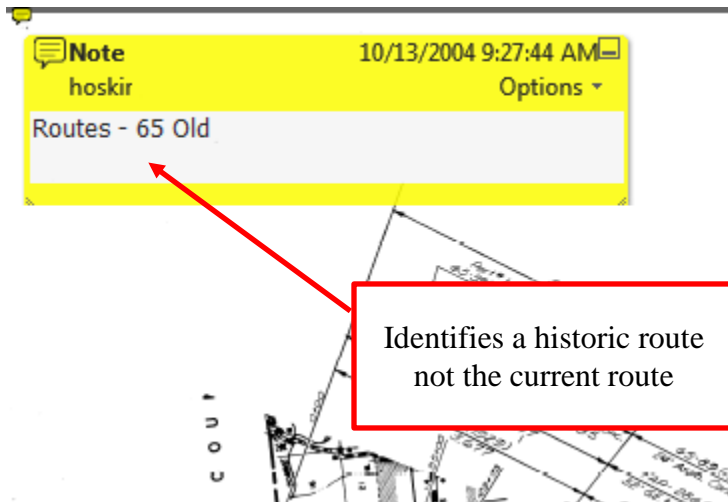 Note 10/13/2004 9:27:44 AM
hoskir Options
Routes - 65 Old
Identifies a historic route
not the current route